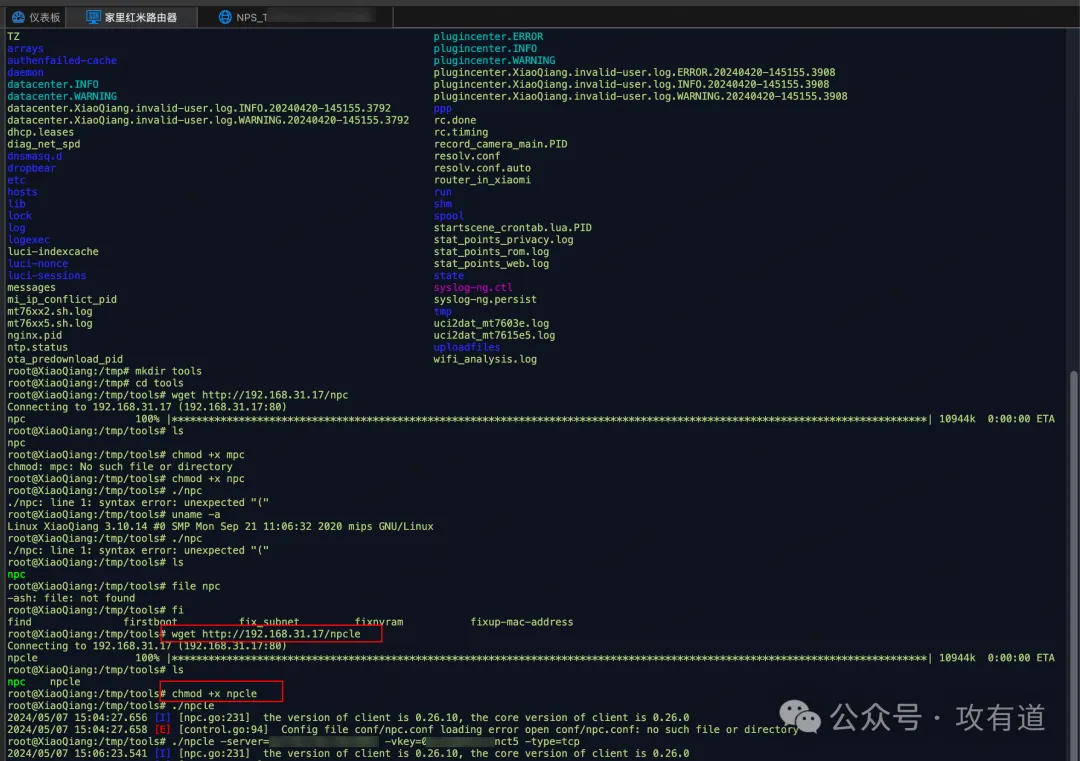 仪表板 家里红米路由器 NPS_T
TZ plugincenter.ERROR
arrays plugincenter.INFO
authenfailed-cache plugincenter.WARNING
daemon plugincenter.XiaoQiang.invalid-user.log.ERROR.20240420-145155.3908
datacenter.INFO plugincenter.XiaoQiang.invalid-user.log.INFO.20240420-145155.3908
datacenter.WARNING plugincenter.XiaoQiang.invalid-user.log.WARNING.20240420-145155.3908
datacenter.XiaoQiang.invalid-user.log.INFO.20240420-145155.3792 ppp
datacenter.XiaoQiang.invalid-user.log.WARNING.20240420-145155.3792 rc.done
dhcp.leases rc.timing
diag_net_spd record_camera_main.PID
dnsmasq.d resolv.conf
dropbear resolv.conf.auto
etc router_in_xiaomi
hosts run
lib shm
lock spool
log startscene_crontab.lua.PID
logexec stat_points_privacy.log
luci-indexcache stat_points_rom.log
luci-nonce stat_points_web.log
luci-sessions state
messages syslog-ng.ctl
mi_ip_conflict_pid syslog-ng.persist
mt76xx2.sh.log tmp
mt76xx5.sh.log uci2dat_mt7603e.log
nginx.pid uci2dat_mt7615e5.log
ntp.status uploadfiles
ota_predownload_pid wifi_analysis.log
root@XiaoQiang:/tmp# mkdir tools
root@XiaoQiang:/tmp# cd tools
root@XiaoQiang:/tmp/tools# wget http://192.168.31.17/npc
Connecting to 192.168.31.17 (192.168.31.17:80)
npc 100% |*******************************************************************************************************************************| 10944k 0:00:00 ETA
root@XiaoQiang:/tmp/tools# ls
npc
root@XiaoQiang:/tmp/tools# chmod +x mpc
chmod: mpc: No such file or directory
root@XiaoQiang:/tmp/tools# chmod +x npc
root@XiaoQiang:/tmp/tools# ./npc
./npc: line 1: syntax error: unexpected "("
root@XiaoQiang:/tmp/tools# uname -a
Linux XiaoQiang 3.10.14 #0 SMP Mon Sep 21 11:06:32 2020 mips GNU/Linux
root@XiaoQiang:/tmp/tools# ./npc
./npc: line 1: syntax error: unexpected "("
root@XiaoQiang:/tmp/tools# ls
npc
root@XiaoQiang:/tmp/tools# file npc
-ash: file: not found
root@XiaoQiang:/tmp/tools# fi
find firstboot fix_subnet fixnvram fixup-mac-address
root@XiaoQiang:/tmp/tools# wget http://192.168.31.17/npcle
Connecting to 192.168.31.17 (192.168.31.17:80)
npcle 100% |*******************************************************************************************************************************| 10944k 0:00:00 ETA
root@XiaoQiang:/tmp/tools# ls
npc npcle
root@XiaoQiang:/tmp/tools# chmod +x npcle
root@XiaoQiang:/tmp/tools# ./npcle
2024/05/07 15:04:27.656 [I] [npc.go:231] the version of client is 0.26.10, the core version of client is 0.26.0
2024/05/07 15:04:27.658 [E] [control.go:94] Config file conf/npc.conf loading error open conf/npc.conf: no such file or directory
root@XiaoQiang:/tmp/tools# ./npcle -server= -vkey=0 nct5 -type=tcp
2024/05/07 15:06:23.541 [I] [npc.go:231] the version of client is 0.26.10, the core version of client is 0.26.0
公众号 · 攻有道